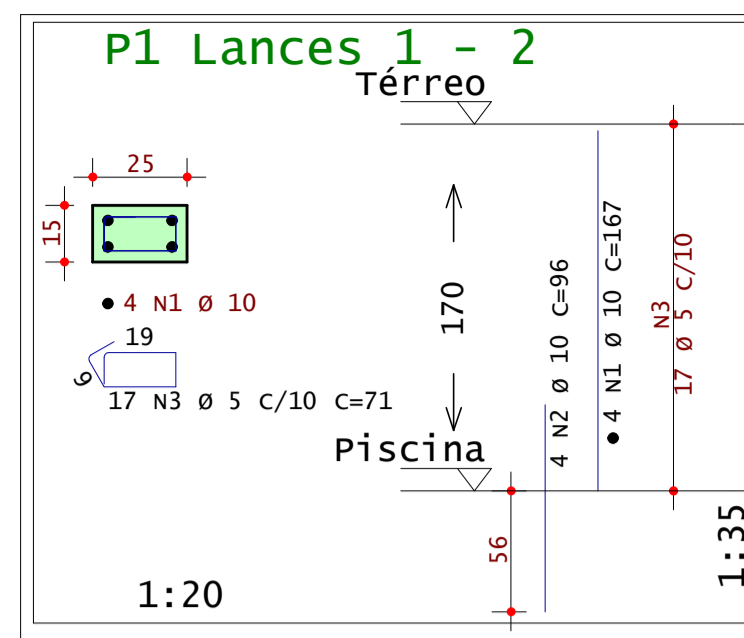 P1 Lances 1 - 2
Térreo
25
15
4 N1 Ø 10
19
9
17 N3 Ø 5 C/10 C=71
170
Piscina
4 N2 Ø 10 C=96
4 N1 Ø 10 C=167
N3
17 Ø 5 C/10
56
1:20
1:35